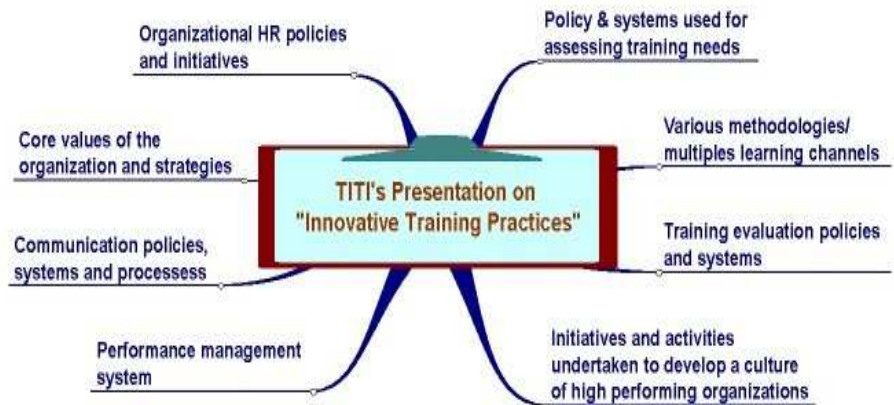 Organizational HR policies
and initiatives
Policy & systems used for
assessing training needs
Core values of the
organization and strategies
Various methodologies/
multiples learning channels
TITI's Presentation on
"Innovative Training Practices"
Communication policies,
systems and processess
Training evaluation policies
and systems
Performance management
system
Initiatives and activities
undertaken to develop a culture
of high performing organizations